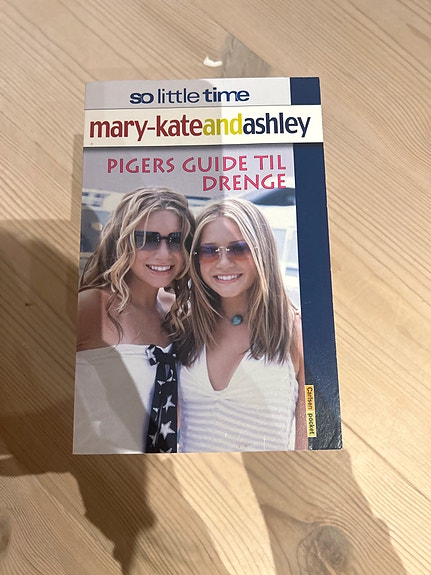 so little time
mary-kateandashley
PIGERS GUIDE TIL
DRENGE
Carlsen pocket